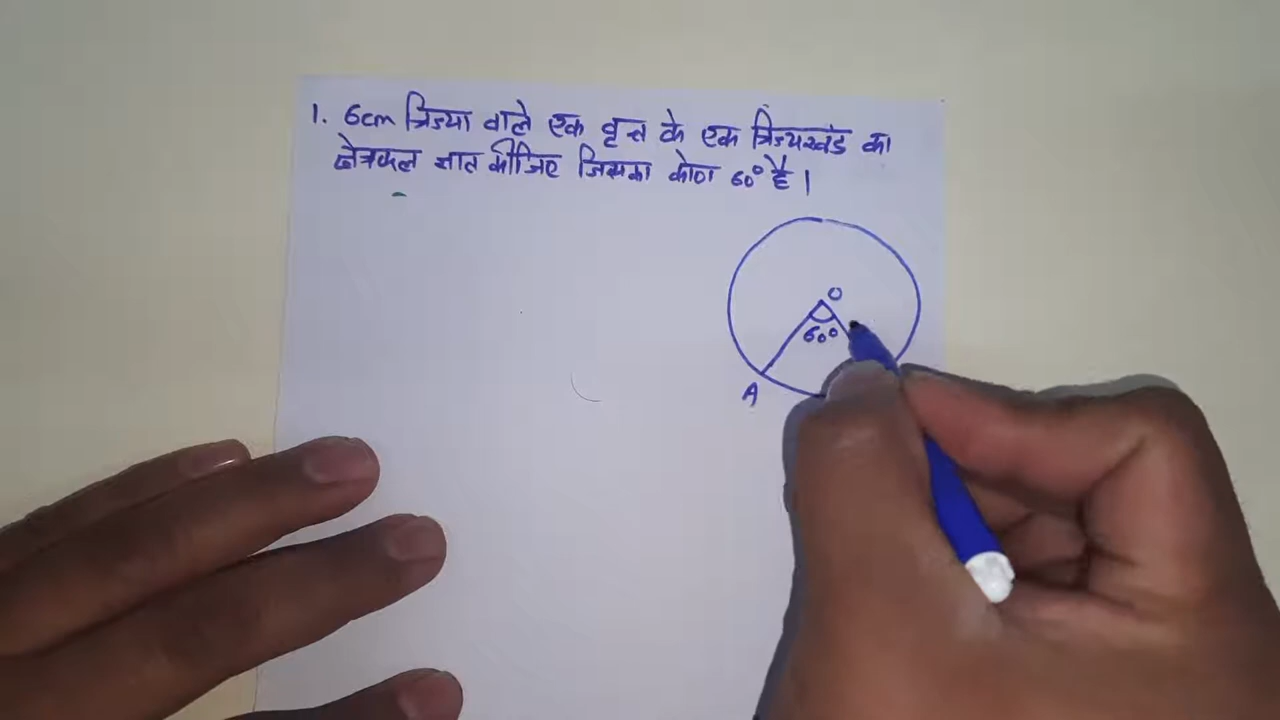 1. 6cm त्रिज्या वाले एक वृत्त के एक त्रिज्यखंड का
क्षेत्रफल ज्ञात कीजिए जिसका कोण 60° है।
O
60°
A